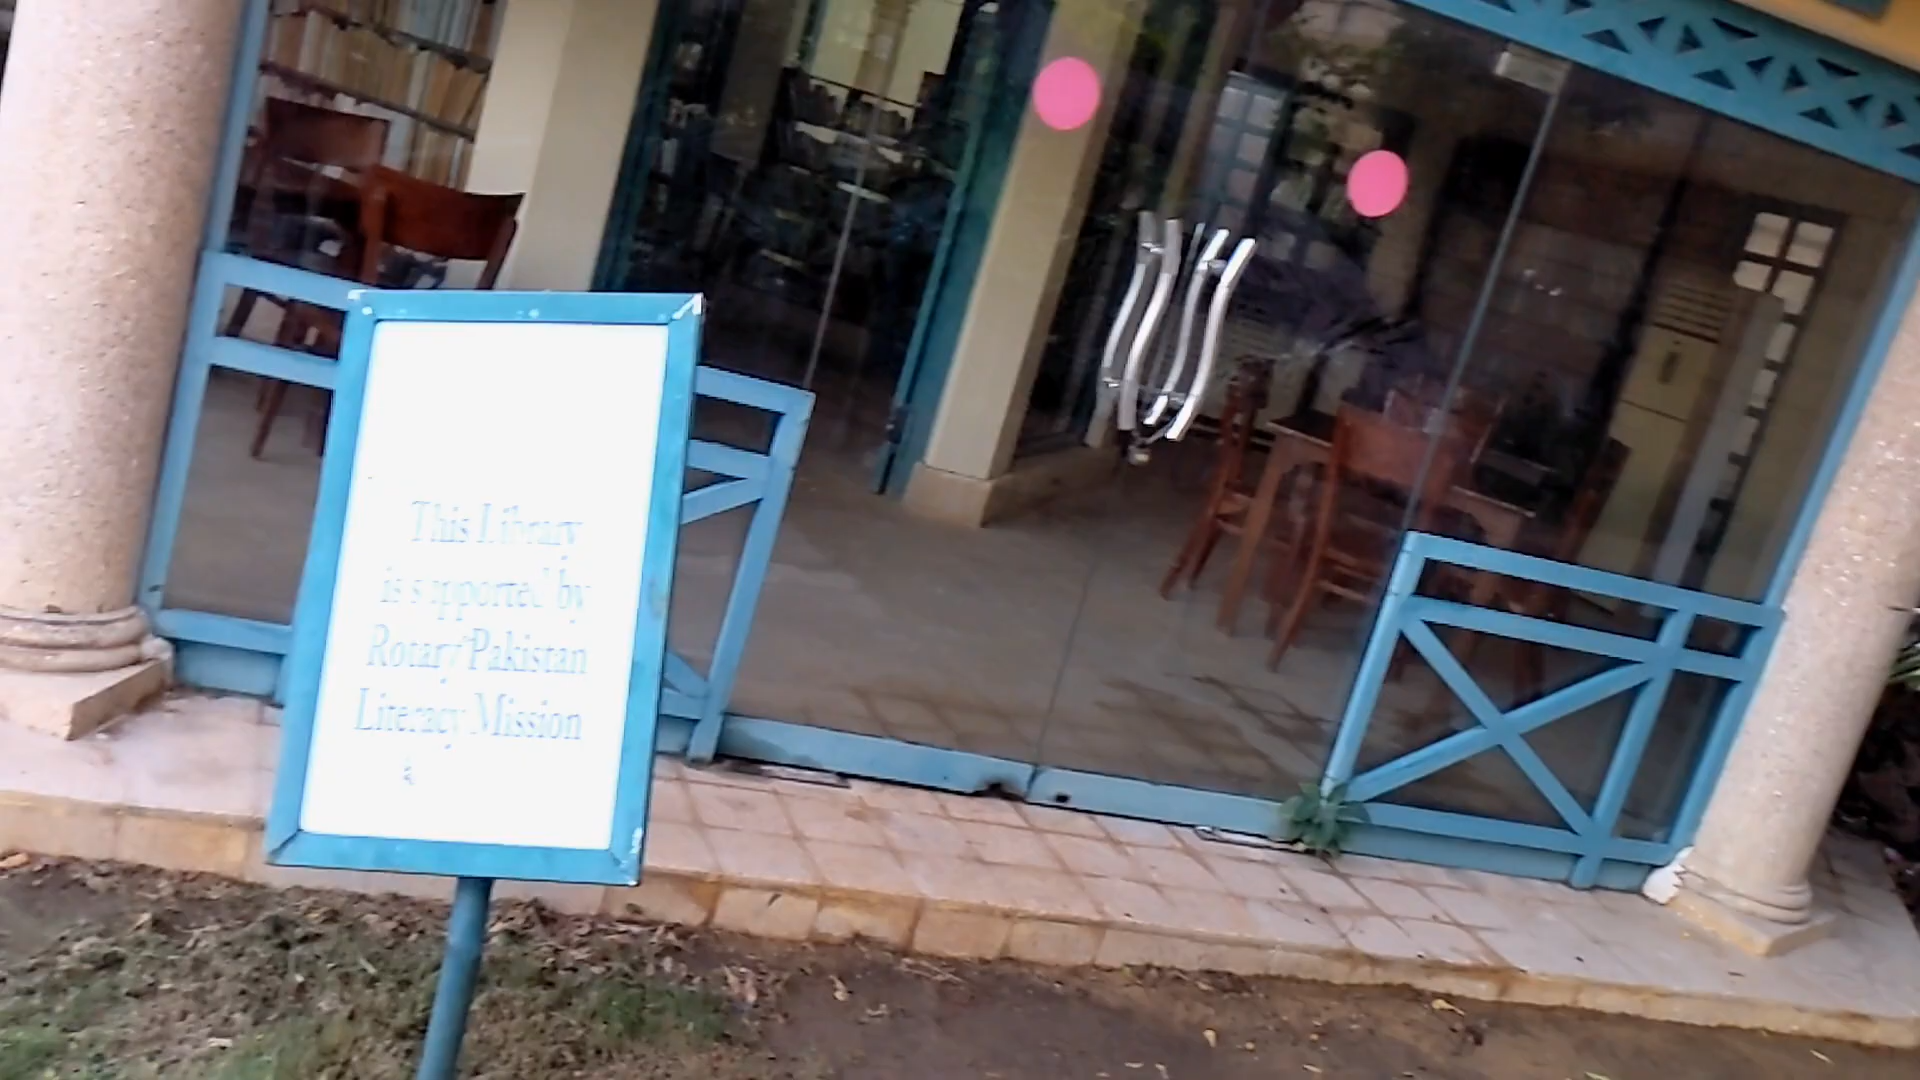 This Library
is supported by
Rotary Pakistan
Literacy Mission